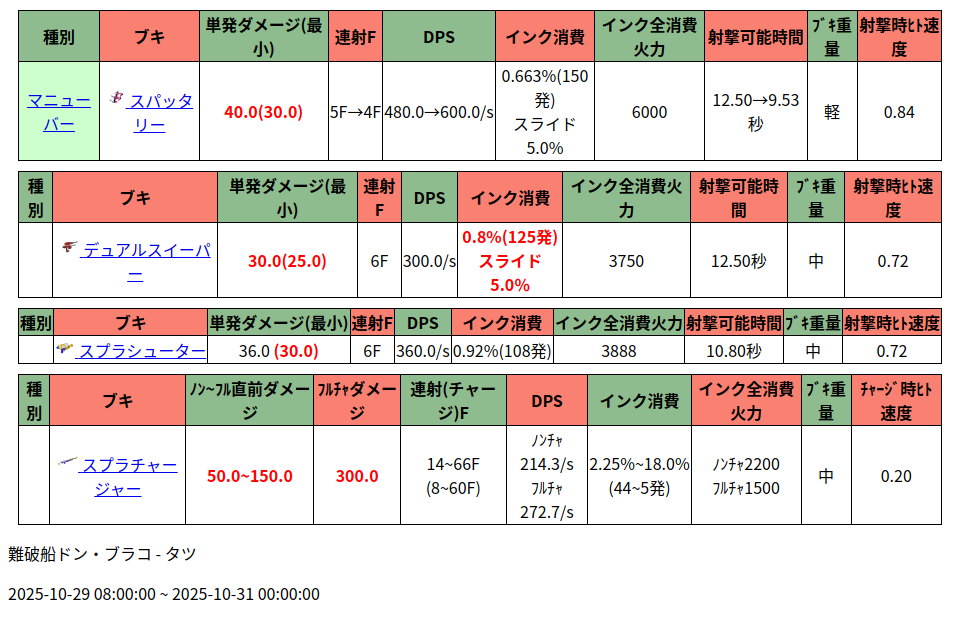 種別 ブキ 単発ダメージ(最小) 連射F DPS インク消費 インク全消費火力 射撃可能時間 ﾌﾞｷ重量 射撃時ﾋﾄ速度
マニューバー スパッタリー 40.0(30.0) 5F→4F 480.0→600.0/s 0.663%(150発) スライド 5.0% 6000 12.50→9.53秒 軽 0.84
種別 ブキ 単発ダメージ(最小) 連射F DPS インク消費 インク全消費火力 射撃可能時間 ﾌﾞｷ重量 射撃時ﾋﾄ速度
デュアルスイーパー 30.0(25.0) 6F 300.0/s 0.8%(125発) スライド 5.0% 3750 12.50秒 中 0.72
種別 ブキ 単発ダメージ(最小) 連射F DPS インク消費 インク全消費火力 射撃可能時間 ﾌﾞｷ重量 射撃時ﾋﾄ速度
スプラシューター 36.0 (30.0) 6F 360.0/s 0.92%(108発) 3888 10.80秒 中 0.72
種別 ブキ ﾉﾝ~ﾌﾙ直前ダメージ ﾌﾙﾁｬダメージ 連射(チャージ)F DPS インク消費 インク全消費火力 ﾌﾞｷ重量 ﾁｬｰｼﾞ時ﾋﾄ速度
スプラチャージャー 50.0~150.0 300.0 14~66F (8~60F) ﾉﾝﾁｬ 214.3/s ﾌﾙﾁｬ 272.7/s 2.25%~18.0% (44~5発) ﾉﾝﾁｬ2200 ﾌﾙﾁｬ1500 中 0.20
難破船ドン・ブラコ - タツ
2025-10-29 08:00:00 ~ 2025-10-31 00:00:00